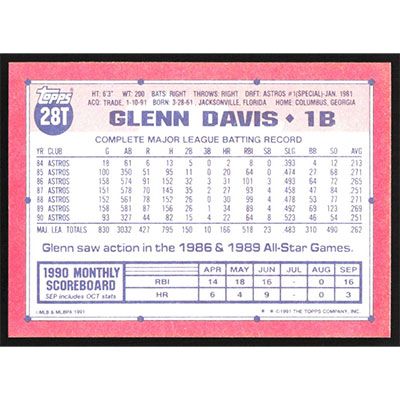 HT: 6'3" WT: 200 BATS: RIGHT THROWS: RIGHT DRFT: ASTROS #1(SPECIAL)-JAN. 1981
ACQ: TRADE, 1-10-91 BORN: 3-28-61, JACKSONVILLE, FLORIDA HOME: COLUMBUS, GEORGIA
Topps
28T
GLENN DAVIS • 1B
COMPLETE MAJOR LEAGUE BATTING RECORD
YR CLUB G AB R H 2B 3B HR RBI SB SLG BB SO AVG
84 ASTROS 18 61 6 13 5 0 2 8 0 393 4 12 213
85 ASTROS 100 350 51 95 11 0 20 64 0 474 27 68 271
86 ASTROS 158 574 91 152 32 3 31 101 3 493 64 72 265
87 ASTROS 151 578 70 145 35 2 27 93 4 458 47 84 251
88 ASTROS 152 561 78 152 26 0 30 99 4 478 53 77 271
89 ASTROS 158 581 87 156 26 1 34 89 4 492 69 123 269
90 ASTROS 93 327 44 82 15 4 22 64 8 523 46 54 251
MAJ. LEA. TOTALS 830 3032 427 795 150 10 166 518 23 483 310 490 262
Glenn saw action in the 1986 & 1989 All-Star Games.
1990 MONTHLY SCOREBOARD
SEP includes OCT stats
APR MAY JUN JUL AUG SEP
RBI 14 18 16 - 0 16
HR 6 4 9 - 0 3
MLB & MLBPA 1991
* * © 1991 THE TOPPS COMPANY, INC.